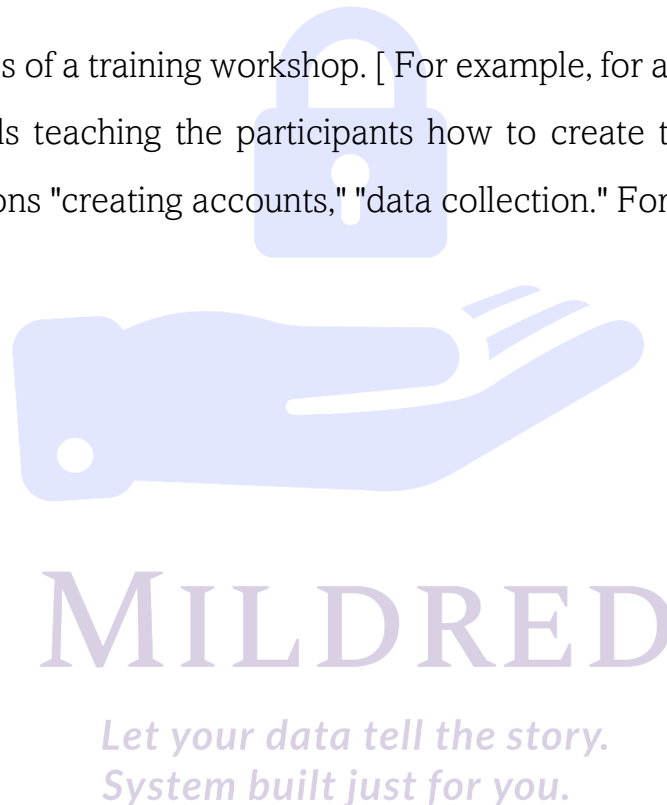 s of a training workshop. [ For example, for a
ls teaching the participants how to create t
ons "creating accounts," "data collection." For
MILDRED
Let your data tell the story.
System built just for you.